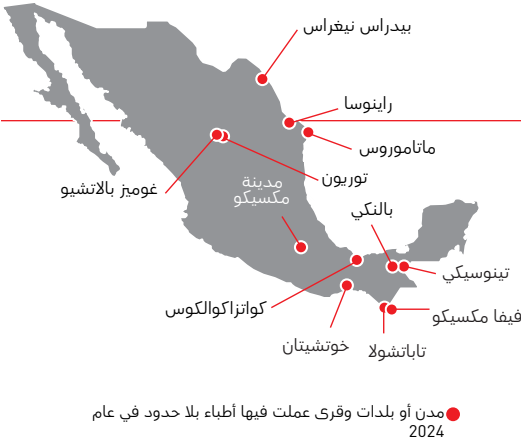 بيدراس نيغراس
راينوسا
ماتاموروس
توريون
غوميز بالاتشيو
مدينة
مكسيكو
بالنكي
تينوسيكي
كواتزاكوالكوس
فيفا مكسيكو
خوتشيتان
تاباتشولا
مدن أو بلدات وقرى عملت فيها أطباء بلا حدود في عام
2024